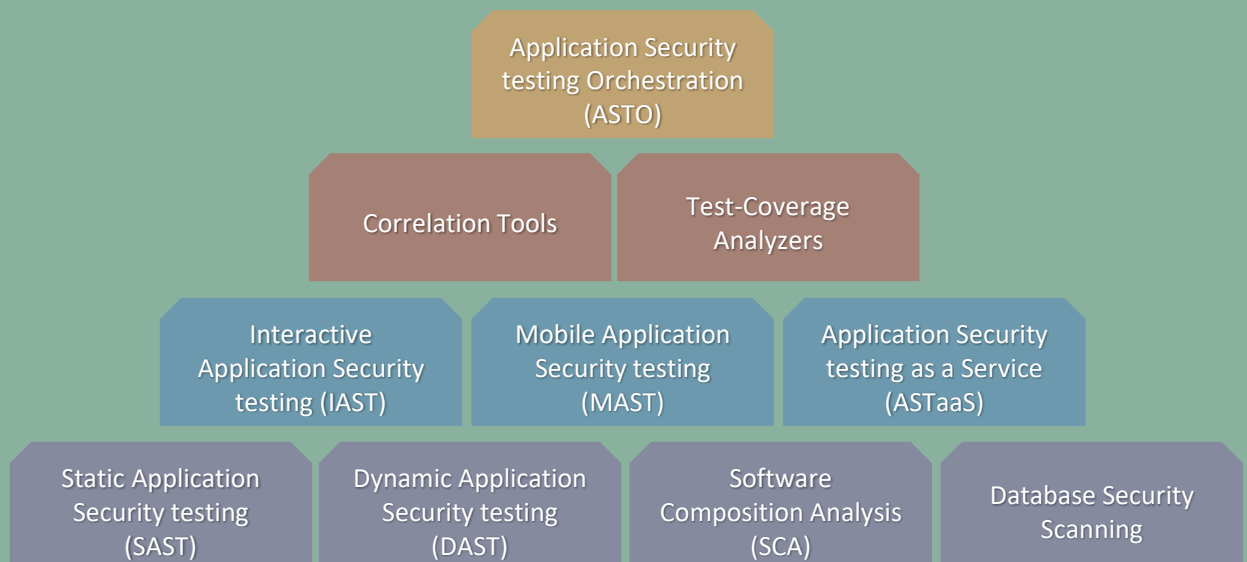 Application Security
testing Orchestration
(ASTO)
Correlation Tools
Test-Coverage
Analyzers
Interactive
Application Security
testing (IAST)
Mobile Application
Security testing
(MAST)
Application Security
testing as a Service
(ASTaaS)
Static Application
Security testing
(SAST)
Dynamic Application
Security testing
(DAST)
Software
Composition Analysis
(SCA)
Database Security
Scanning